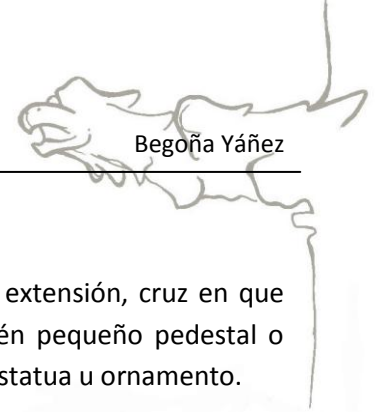 Begoña Yáñez
extensión, cruz en que
én pequeño pedestal o
statua u ornamento.